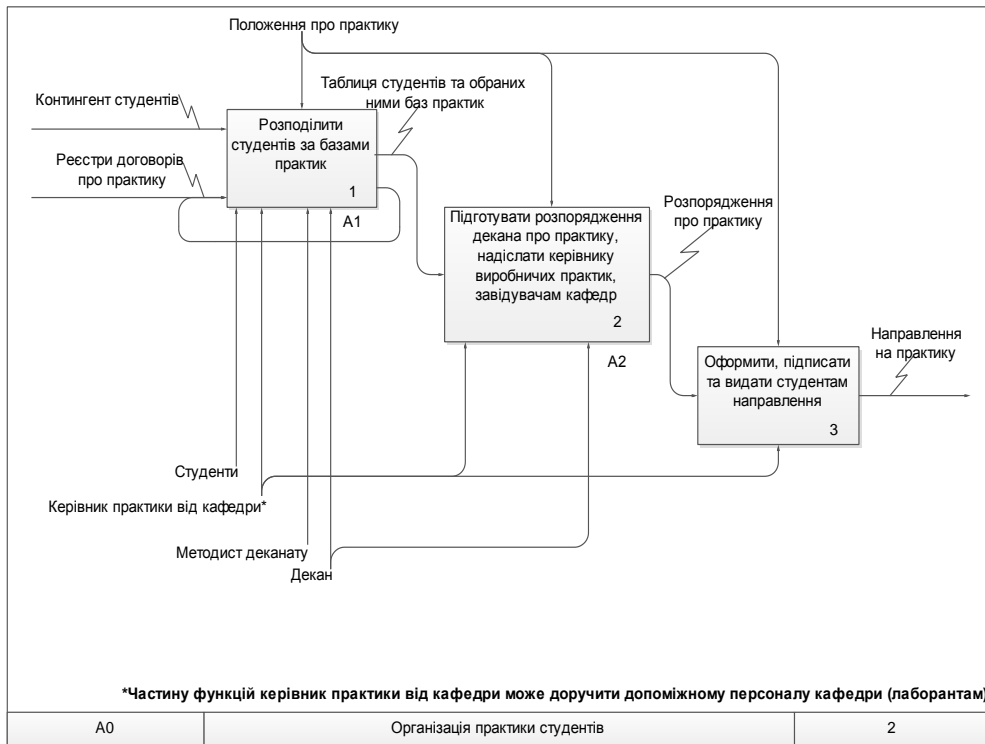 Положення про практику
Таблиця студентів та обраних
ними баз практик
Контингент студентів
Розподілити
студентів за базами
практик
1
Реєстри договорів
про практику
А1
Підготувати розпорядження
декана про практику,
надіслати керівнику
виробничих практик,
завідувачам кафедр
2
Розпорядження
про практику
А2
Оформити, підписати
та видати студентам
направлення
3
Направлення
на практику
Студенти
Керівник практики від кафедри*
Методист деканату
Декан
*Частину функцій керівник практики від кафедри може доручити допоміжному персоналу кафедри (лаборантам)
А0
Організація практики студентів
2